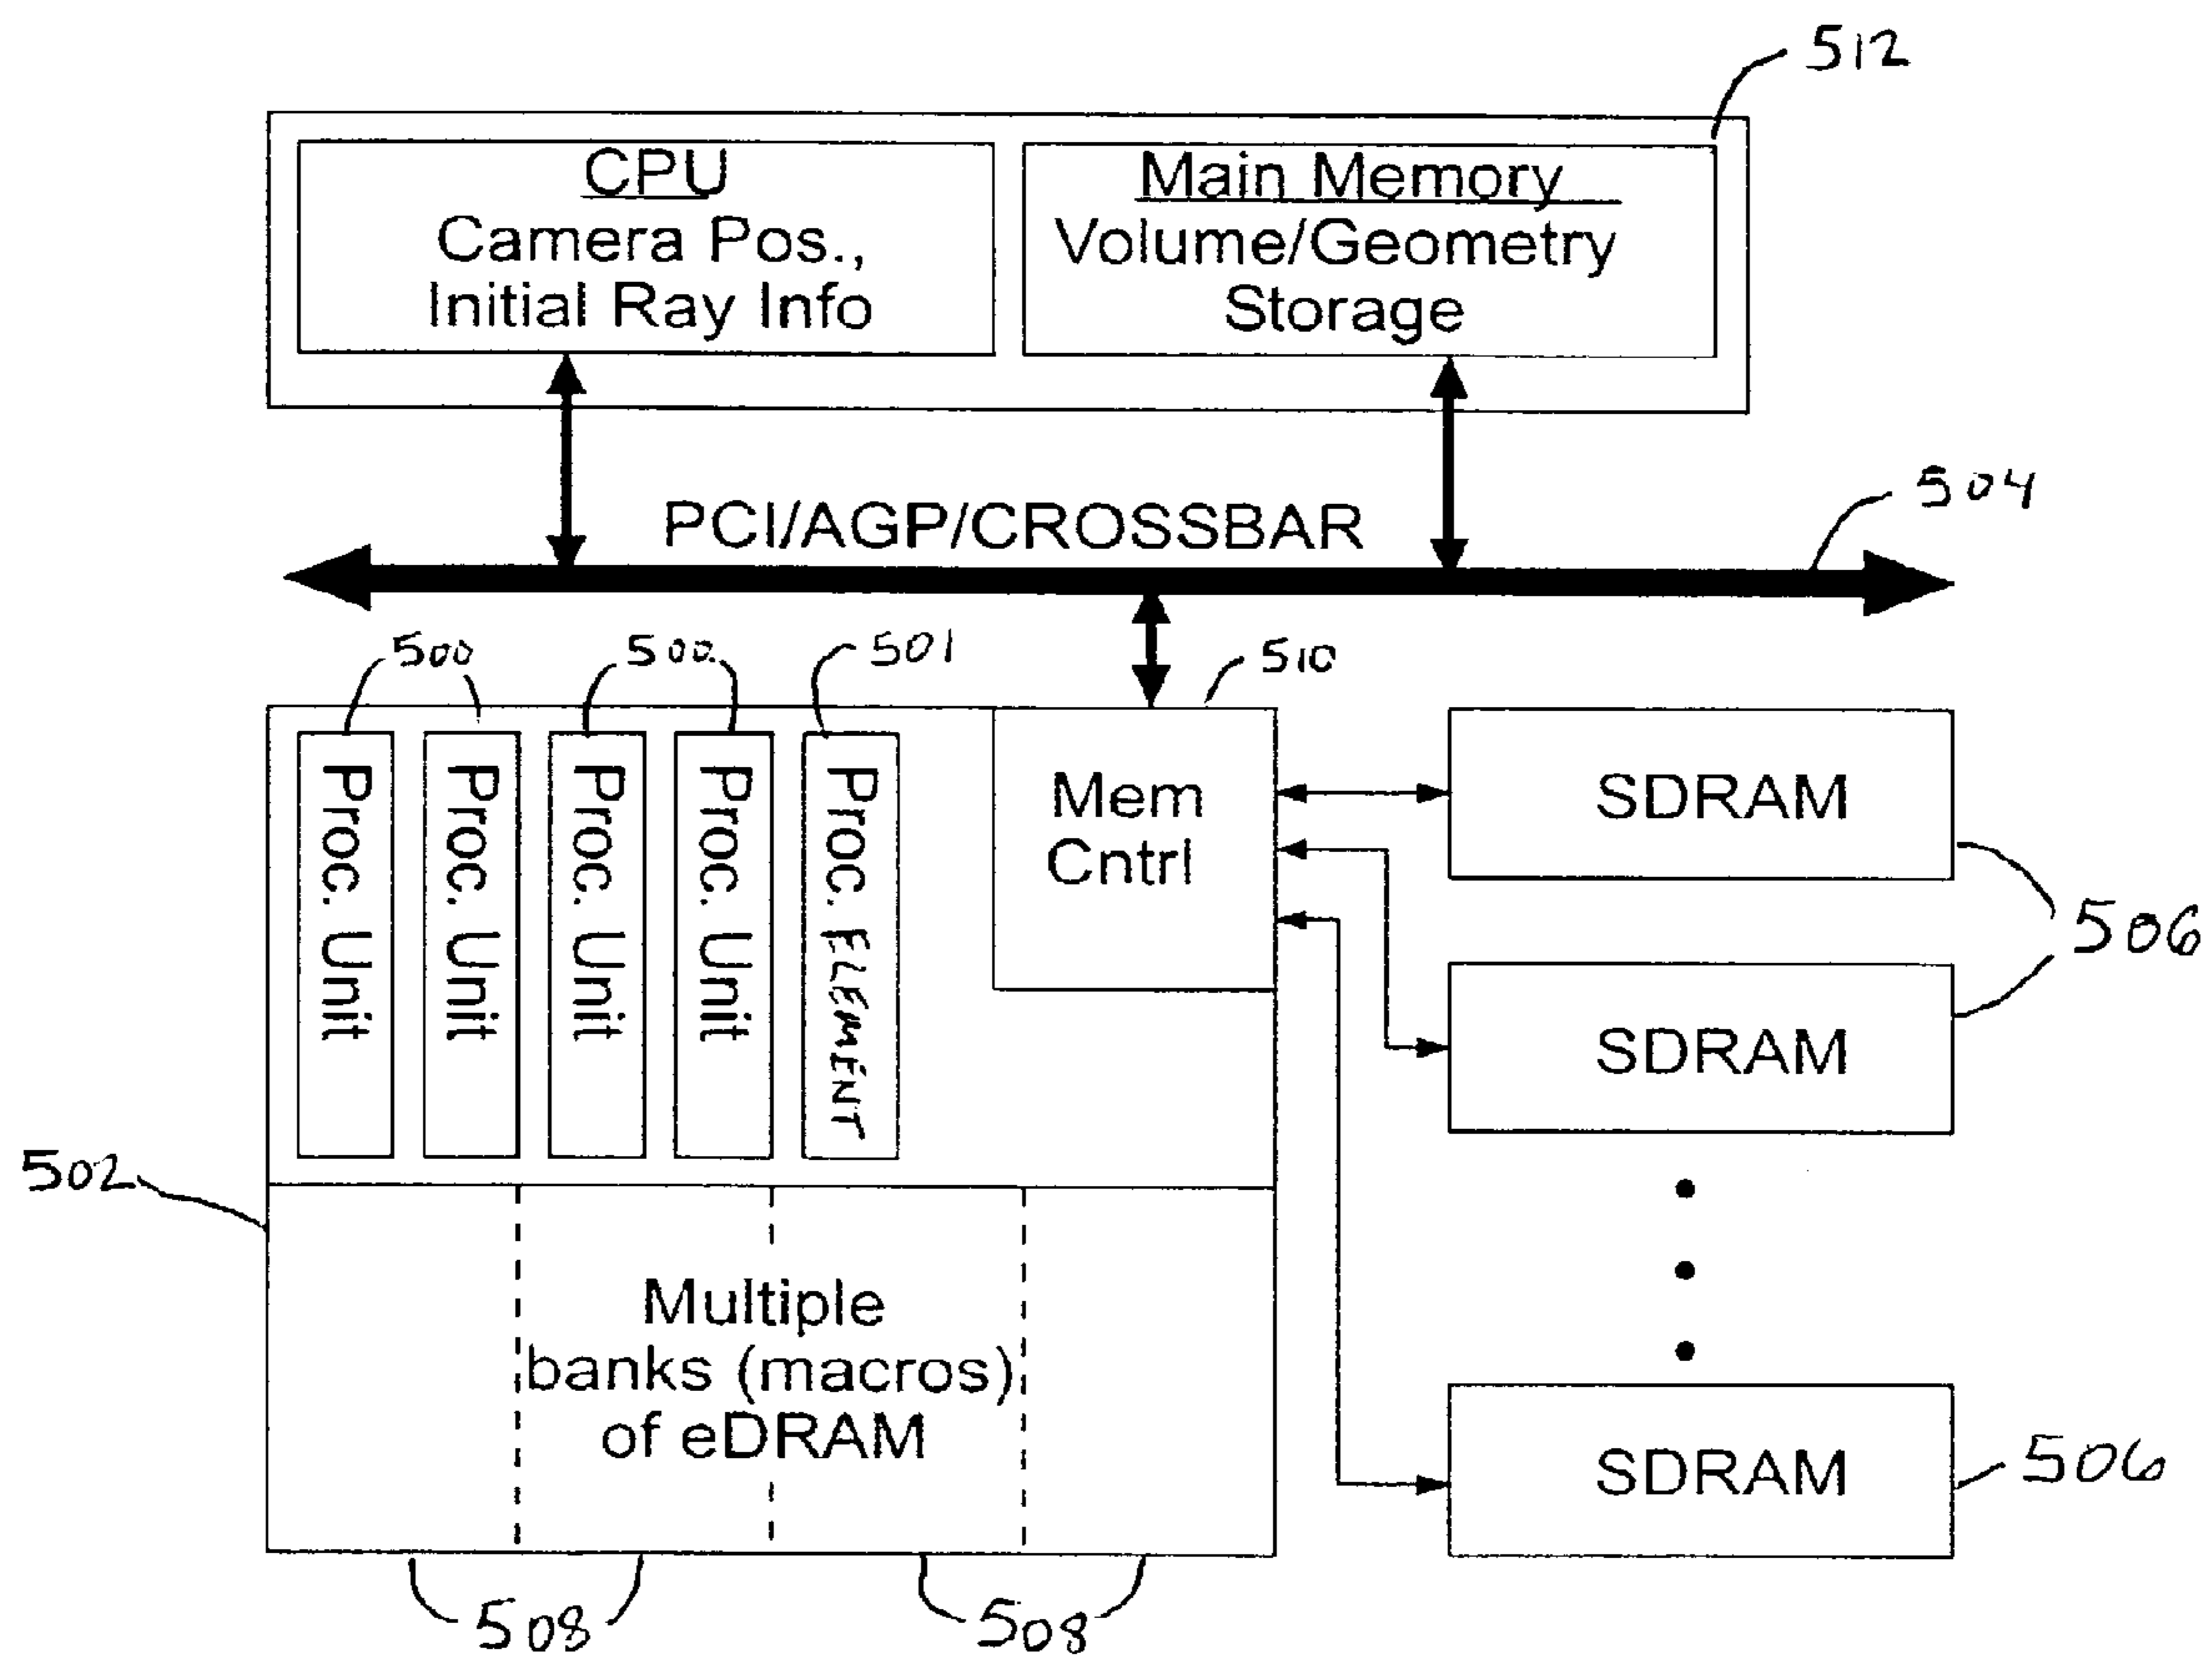 512
CPU
Camera Pos.,
Initial Ray Info
Main Memory
Volume/Geometry
Storage
504
PCI/AGP/CROSSBAR
500
500
501
510
Proc. Unit
Proc. Unit
Proc. Unit
Proc. Unit
Proc. ELEMENT
Mem
Cntrl
SDRAM
506
SDRAM
502
Multiple
banks (macros)
of eDRAM
SDRAM
506
508
508